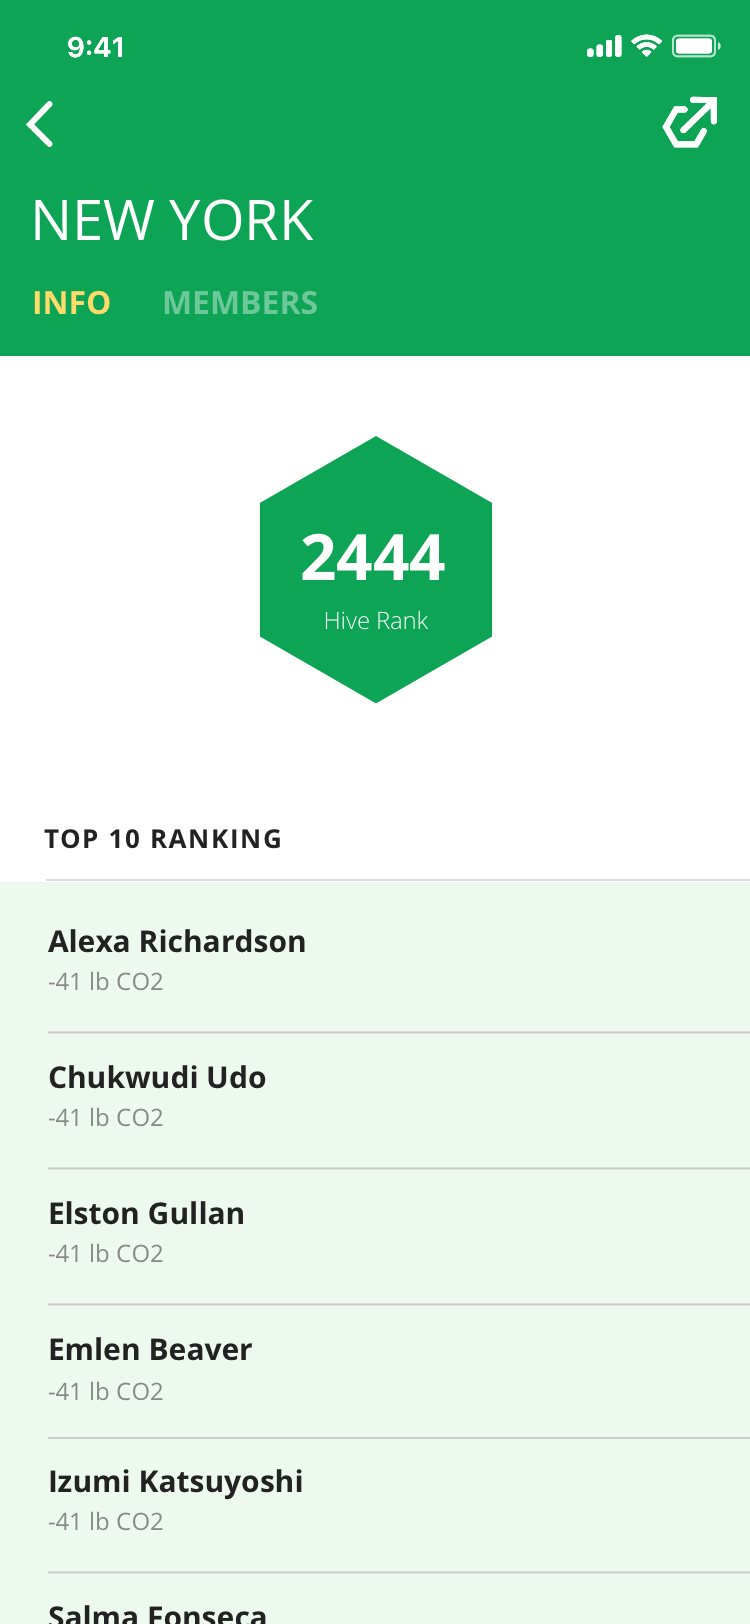 9:41
NEW YORK
INFO MEMBERS
2444
Hive Rank
TOP 10 RANKING
Alexa Richardson
-41 lb CO2
Chukwudi Udo
-41 lb CO2
Elston Gullan
-41 lb CO2
Emlen Beaver
-41 lb CO2
Izumi Katsuyoshi
-41 lb CO2
Salma Fonseca